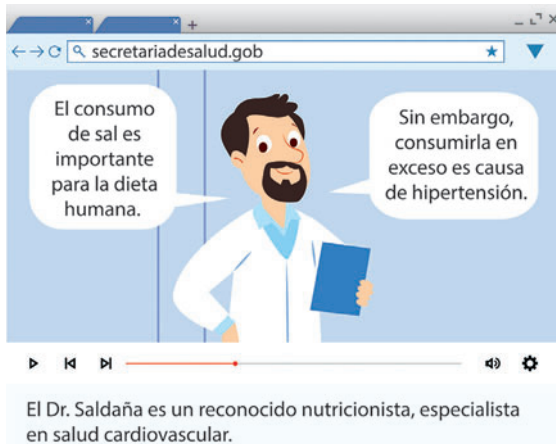 secretariadesalud.gob
El consumo
de sal es
importante
para la dieta
humana.
Sin embargo,
consumirla en
exceso es causa
de hipertensión.
El Dr. Saldaña es un reconocido nutricionista, especialista
en salud cardiovascular.